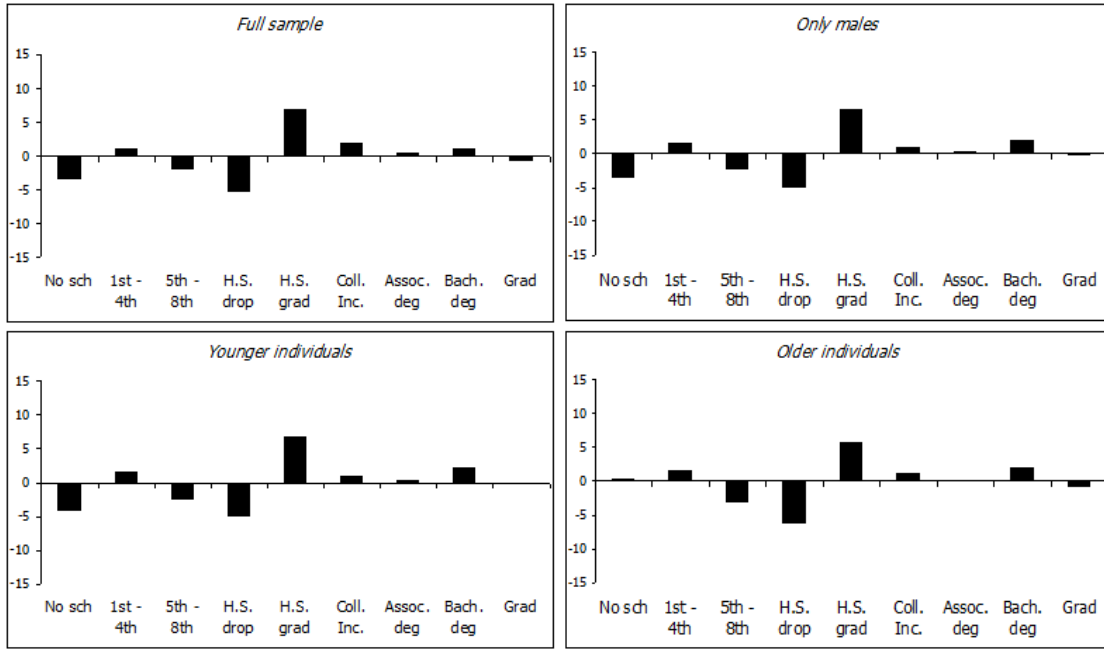 Full sample
15
10
5
0
-5
-10
-15
No sch 1st - 5th - H.S. H.S. Coll. Assoc. Bach. Grad
4th 8th drop grad Inc. deg deg
Only males
15
10
5
0
-5
-10
-15
No sch 1st - 5th - H.S. H.S. Coll. Assoc. Bach. Grad
4th 8th drop grad Inc. deg deg
Younger individuals
15
10
5
0
-5
-10
-15
No sch 1st - 5th - H.S. H.S. Coll. Assoc. Bach. Grad
4th 8th drop grad Inc. deg deg
Older individuals
15
10
5
0
-5
-10
-15
No sch 1st - 5th - H.S. H.S. Coll. Assoc. Bach. Grad
4th 8th drop grad Inc. deg deg